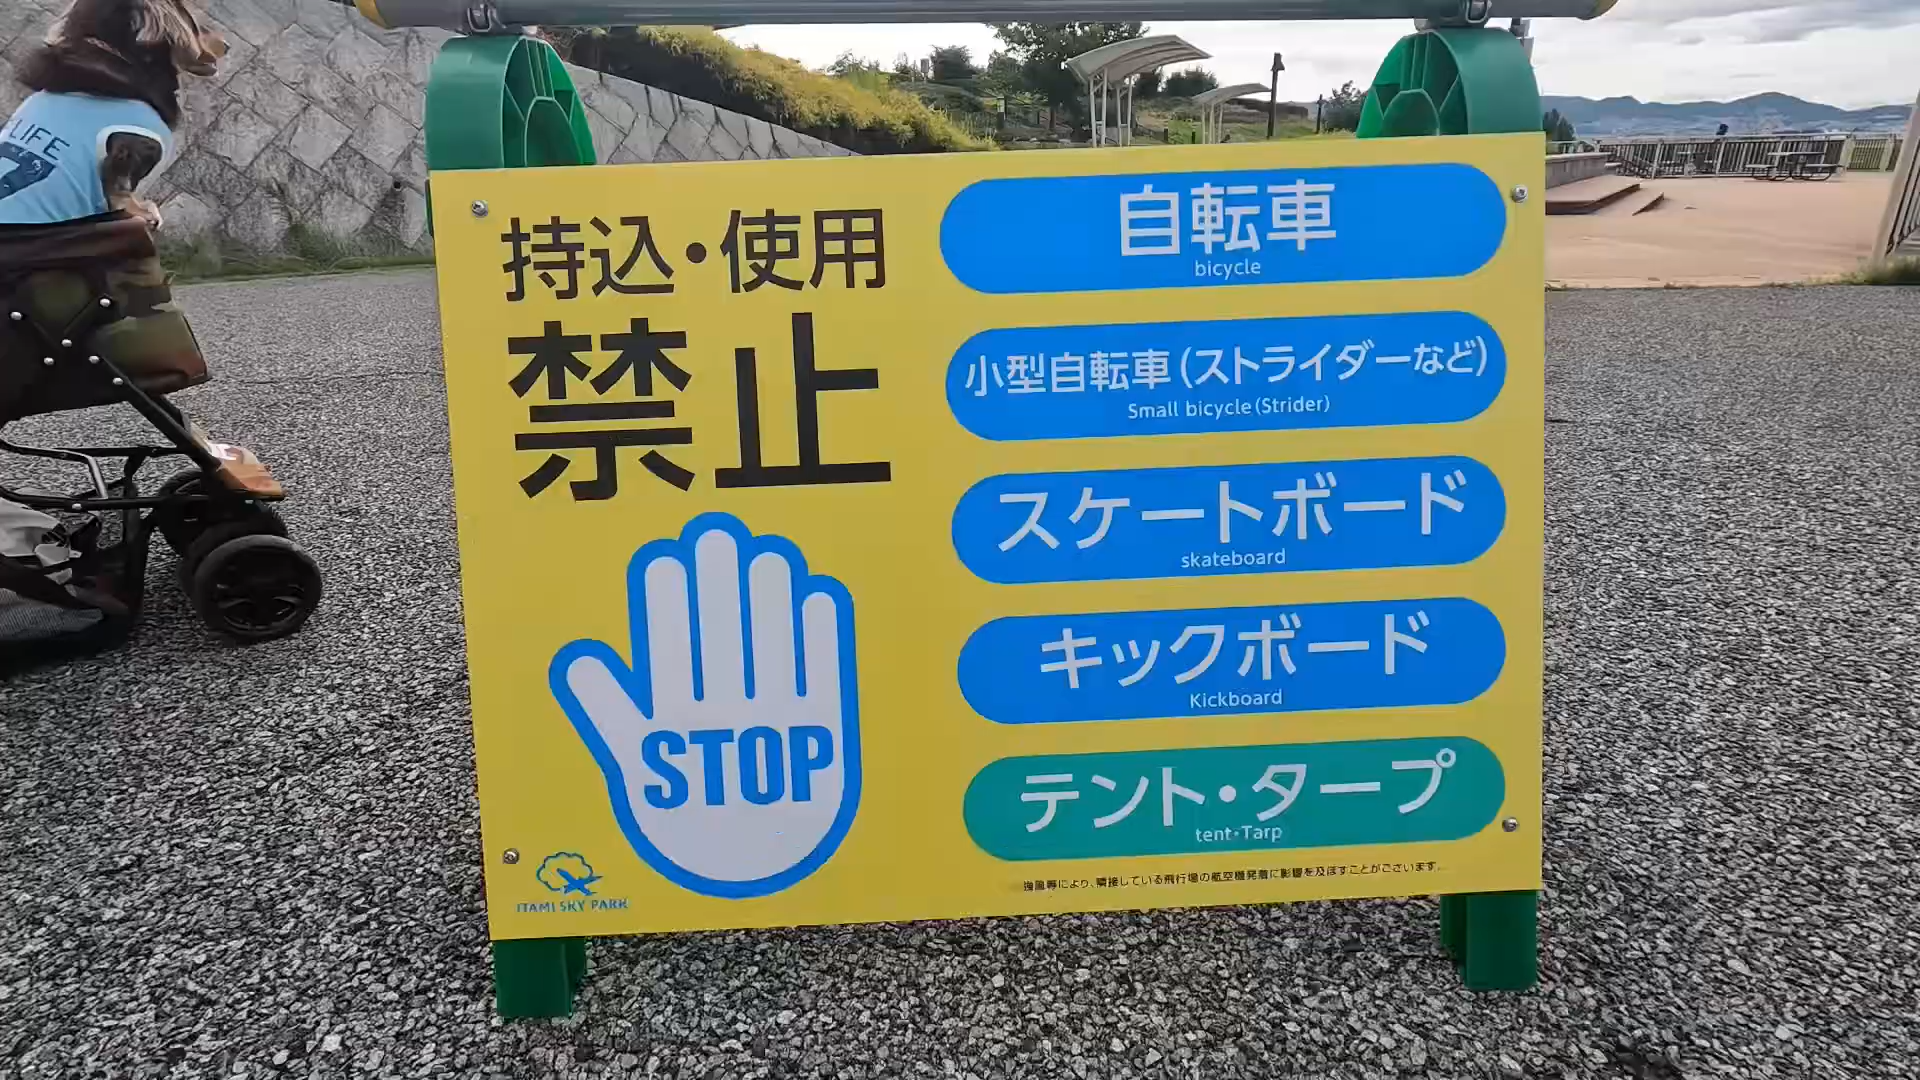 LIFE
7
持込・使用
禁止
STOP
ITAMI SKY PARK
自転車
bicycle
小型自転車(ストライダーなど)
Small bicycle(Strider)
スケートボード
skateboard
キックボード
Kickboard
テント・タープ
tent・Tarp
強風等により、隣接している飛行場の航空機発着に影響を及ぼすことがございます。